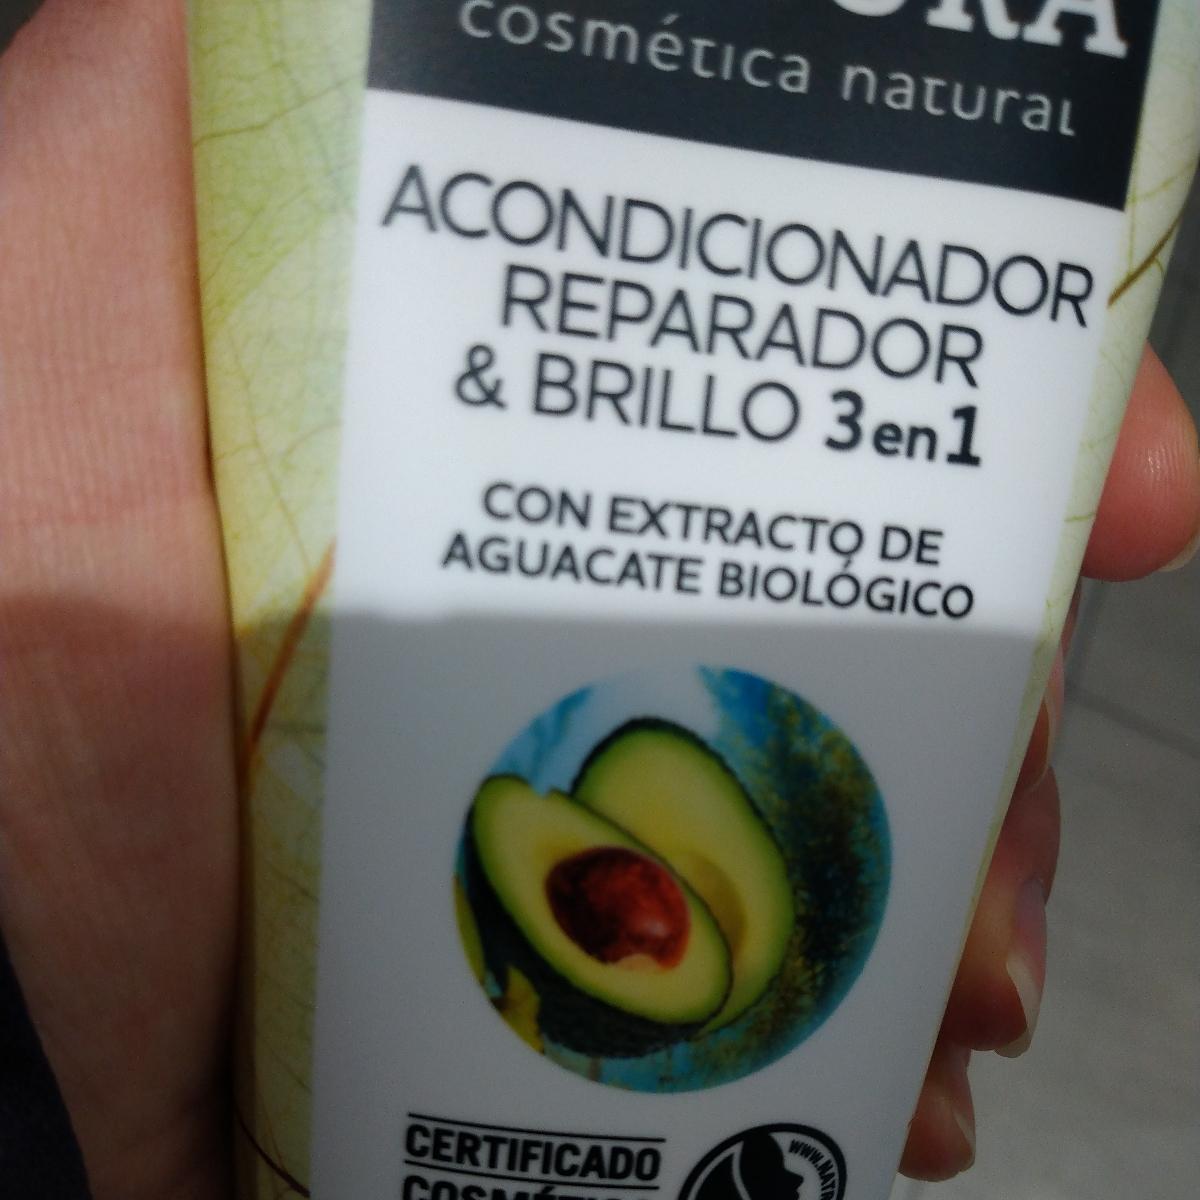 cosmética natural
ACONDICIONADOR
REPARADOR
& BRILLO 3 en 1
CON EXTRACTO DE
AGUACATE BIOLÓGICO
CERTIFICADO